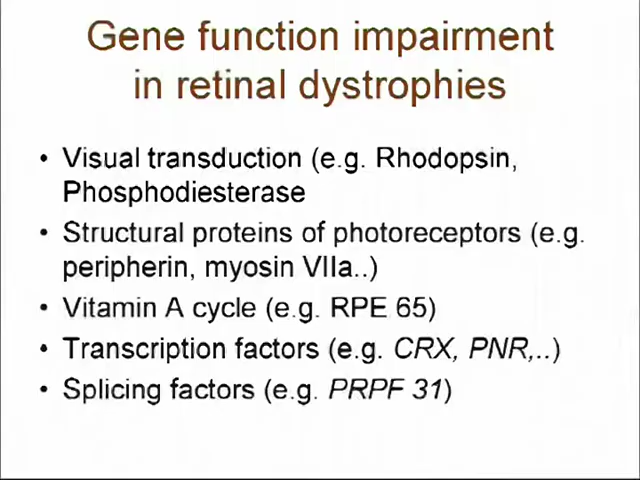 Gene function impairment
in retinal dystrophies
• Visual transduction (e.g. Rhodopsin,
Phosphodiesterase
• Structural proteins of photoreceptors (e.g.
peripherin, myosin VIIa..)
• Vitamin A cycle (e.g. RPE 65)
• Transcription factors (e.g. CRX, PNR,..)
• Splicing factors (e.g. PRPF 31)